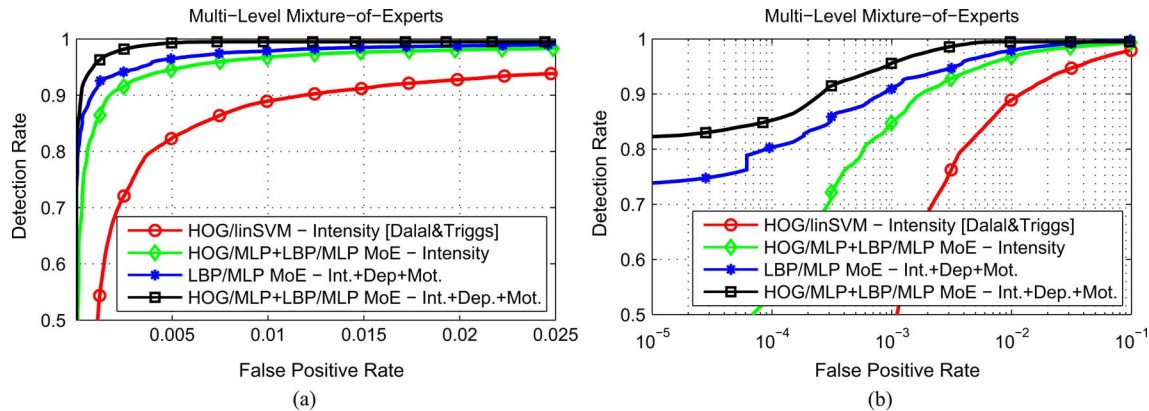 Multi−Level Mixture−of−Experts
1
0.9
0.8
0.7
0.6
0.5
Detection Rate
HOG/linSVM − Intensity [Dalal&Triggs]
HOG/MLP+LBP/MLP MoE − Intensity
LBP/MLP MoE − Int.+Dep+Mot.
HOG/MLP+LBP/MLP MoE − Int.+Dep.+Mot.
0.005 0.01 0.015 0.02 0.025
False Positive Rate
(a)
Multi−Level Mixture−of−Experts
1
0.9
0.8
0.7
0.6
0.5
Detection Rate
HOG/linSVM − Intensity [Dalal&Triggs]
HOG/MLP+LBP/MLP MoE − Intensity
LBP/MLP MoE − Int.+Dep+Mot.
HOG/MLP+LBP/MLP MoE − Int.+Dep.+Mot.
10⁻⁵ 10⁻⁴ 10⁻³ 10⁻² 10⁻¹
False Positive Rate
(b)